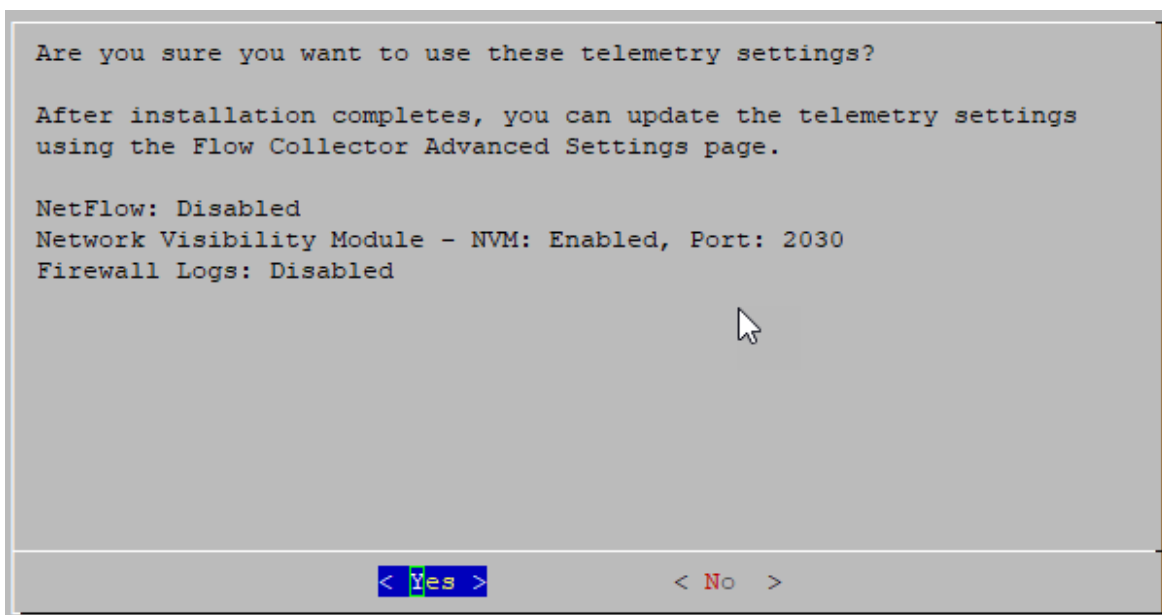 Are you sure you want to use these telemetry settings?
After installation completes, you can update the telemetry settings
using the Flow Collector Advanced Settings page.
NetFlow: Disabled
Network Visibility Module - NVM: Enabled, Port: 2030
Firewall Logs: Disabled
< Yes > < No >